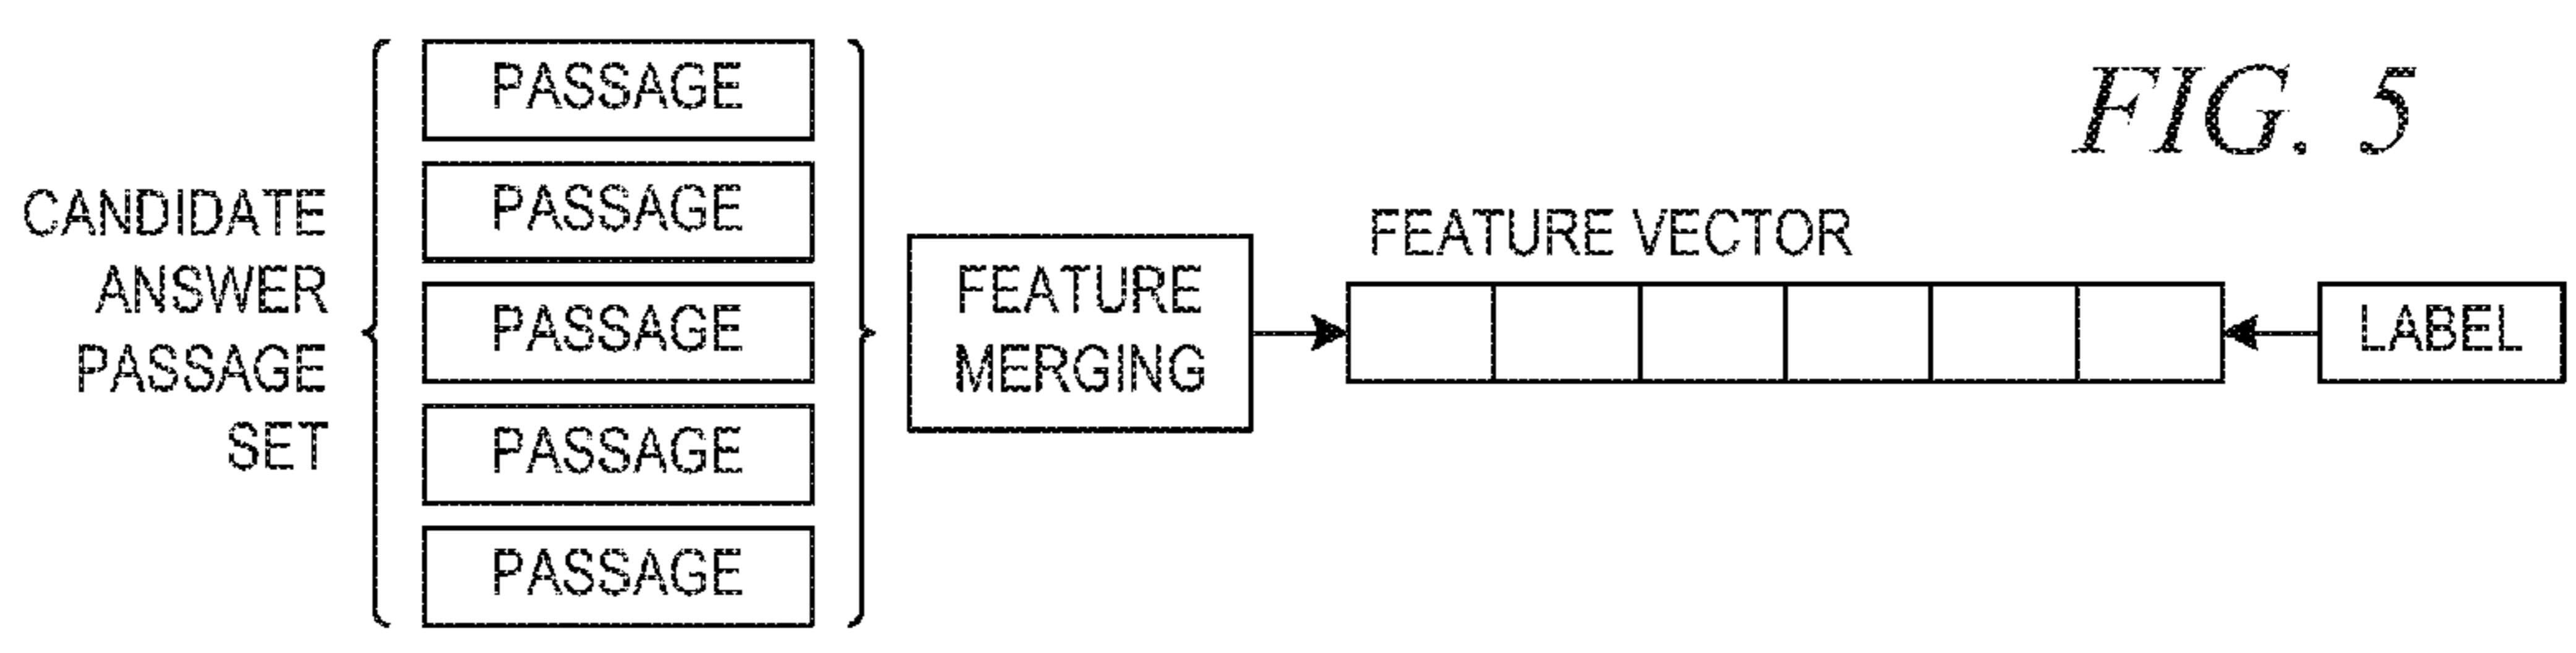 FIG. 5
CANDIDATE
ANSWER
PASSAGE
SET
PASSAGE
PASSAGE
PASSAGE
PASSAGE
PASSAGE
FEATURE
MERGING
FEATURE VECTOR
LABEL